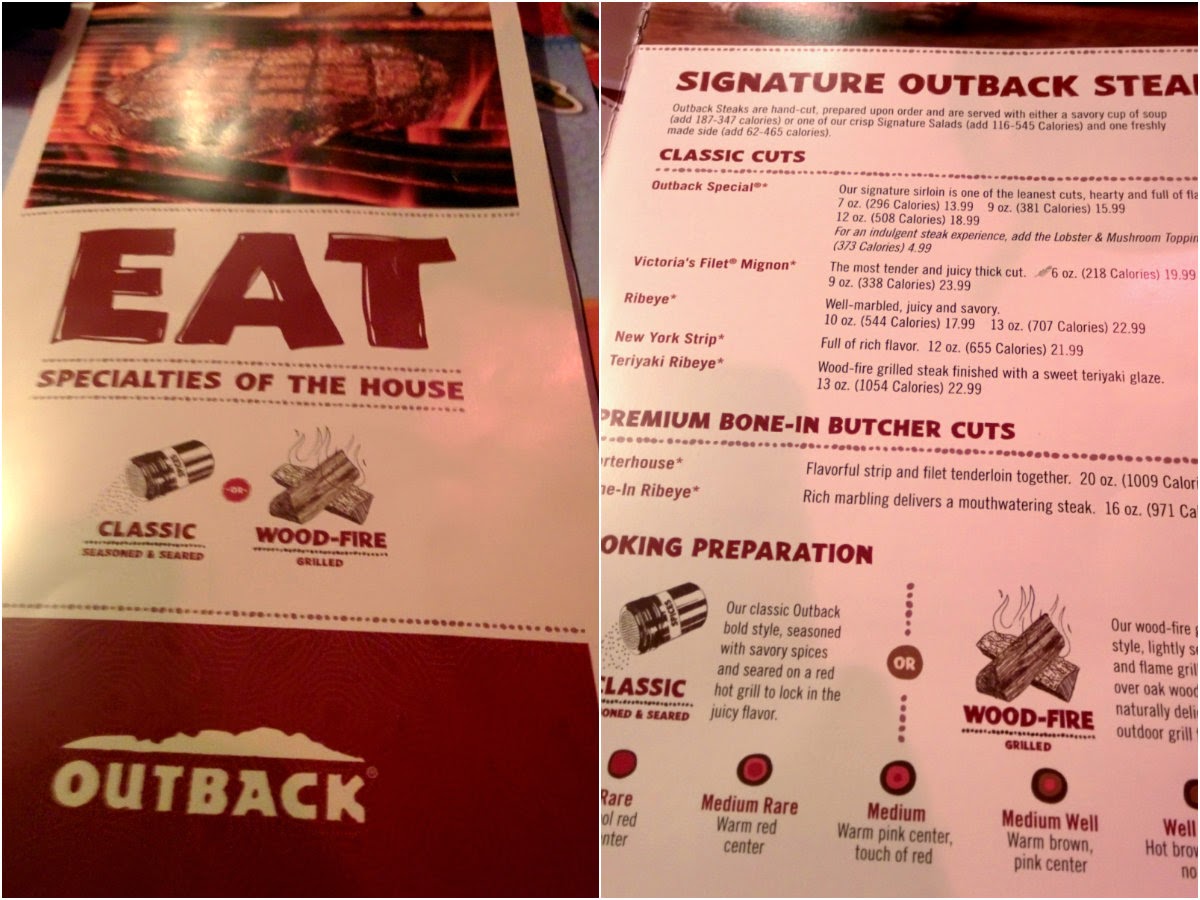 EAT
SPECIALTIES OF THE HOUSE
SPICES
-OR-
CLASSIC
SEASONED & SEARED
WOOD-FIRE
GRILLED
OUTBACK®
SIGNATURE OUTBACK STEA
Outback Steaks are hand-cut, prepared upon order and are served with either a savory cup of soup
(add 187-347 calories) or one of our crisp Signature Salads (add 116-545 Calories) and one freshly
made side (add 62-465 calories).
CLASSIC CUTS
Outback Special®*
Our signature sirloin is one of the leanest cuts, hearty and full of fla
7 oz. (296 Calories) 13.99 9 oz. (381 Calories) 15.99
12 oz. (508 Calories) 18.99
For an indulgent steak experience, add the Lobster & Mushroom Toppin
(373 Calories) 4.99
Victoria's Filet® Mignon*
The most tender and juicy thick cut. 6 oz. (218 Calories) 19.99
9 oz. (338 Calories) 23.99
Ribeye*
Well-marbled, juicy and savory.
10 oz. (544 Calories) 17.99 13 oz. (707 Calories) 22.99
New York Strip*
Full of rich flavor. 12 oz. (655 Calories) 21.99
Teriyaki Ribeye*
Wood-fire grilled steak finished with a sweet teriyaki glaze.
13 oz. (1054 Calories) 22.99
PREMIUM BONE-IN BUTCHER CUTS
rterhouse*
Flavorful strip and filet tenderloin together. 20 oz. (1009 Calori
ne-In Ribeye*
Rich marbling delivers a mouthwatering steak. 16 oz. (971 Ca
OKING PREPARATION
SPICES
CLASSIC
ONED & SEARED
Our classic Outback
bold style, seasoned
with savory spices
and seared on a red
hot grill to lock in the
juicy flavor.
OR
WOOD-FIRE
GRILLED
Our wood-fire g
style, lightly se
and flame gril
over oak wood
naturally deli
outdoor grill
Rare
ol red
nter
Medium Rare
Warm red
center
Medium
Warm pink center,
touch of red
Medium Well
Warm brown,
pink center
Well
Hot brow
no